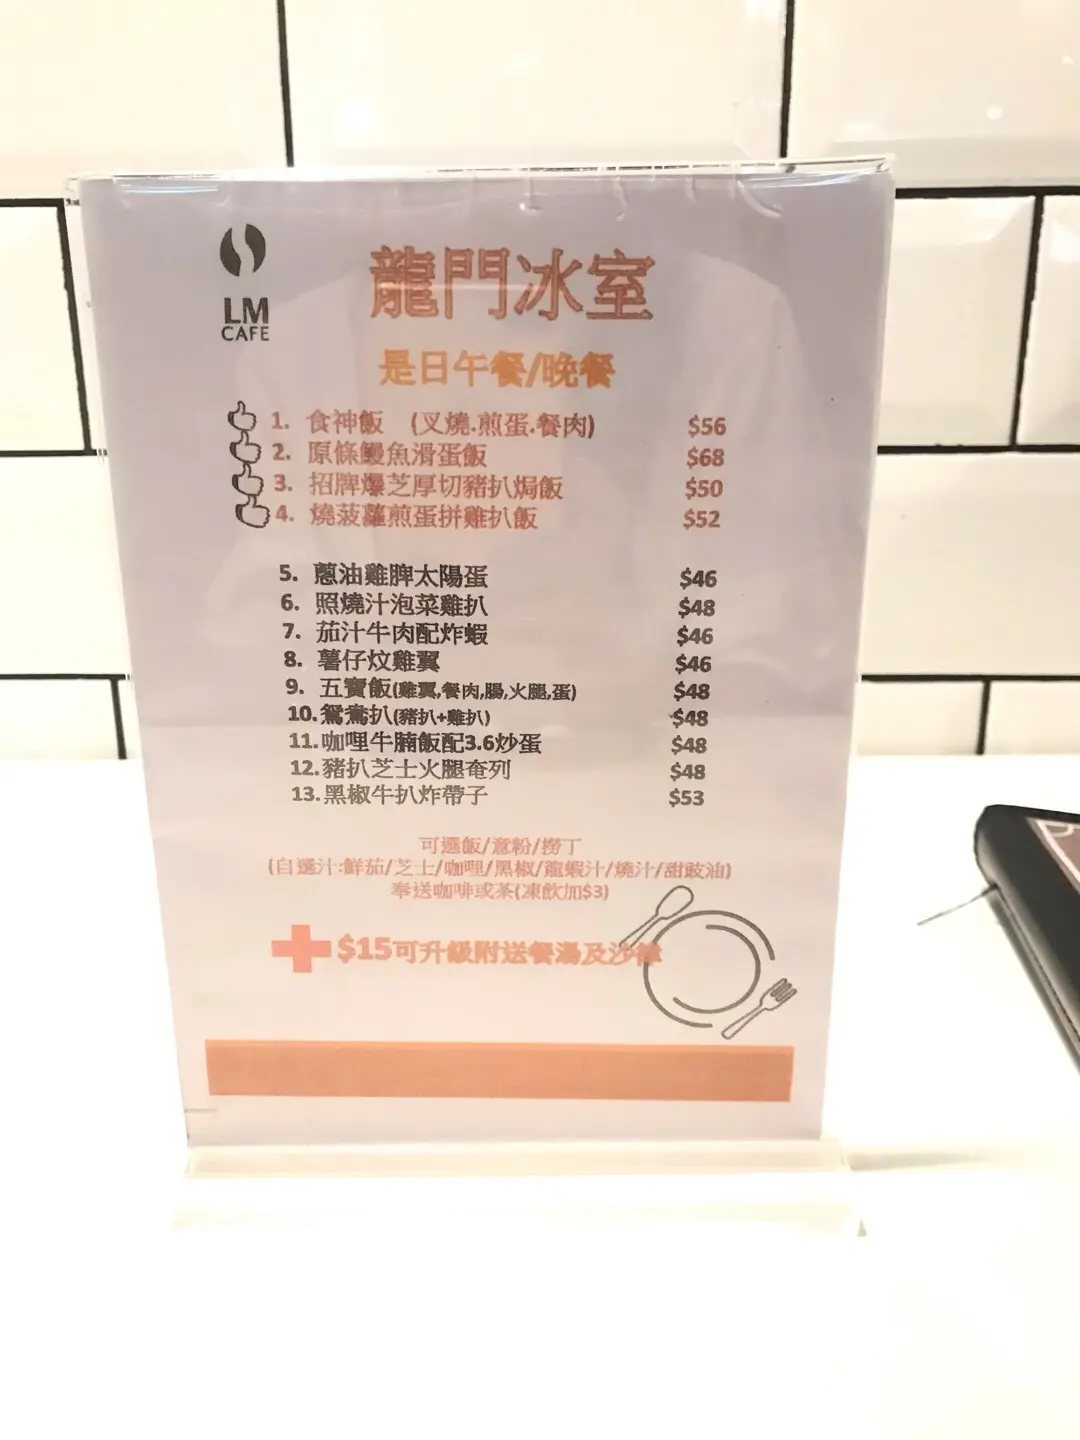 LM
CAFE
龍門冰室
是日午餐/晚餐
1. 食神飯 (叉燒.煎蛋.餐肉) $56
2. 原條鰻魚滑蛋飯 $68
3. 招牌爆芝厚切豬扒焗飯 $50
4. 燒菠蘿煎蛋拼雞扒飯 $52
5. 蔥油雞脾太陽蛋 $46
6. 照燒汁泡菜雞扒 $48
7. 茄汁牛肉配炸蝦 $46
8. 薯仔炆雞翼 $46
9. 五寶飯(雞翼,餐肉,腸,火腿,蛋) $48
10.鴛鴦扒(豬扒+雞扒) $48
11.咖哩牛腩飯配3.6炒蛋 $48
12.豬扒芝士火腿奄列 $48
13.黑椒牛扒炸帶子 $53
可選飯/意粉/撈丁
(自選汁:鮮茄/芝士/咖哩/黑椒/龍蝦汁/燒汁/甜豉油)
奉送咖啡或茶(凍飲加$3)
$15可升級附送餐湯及沙律